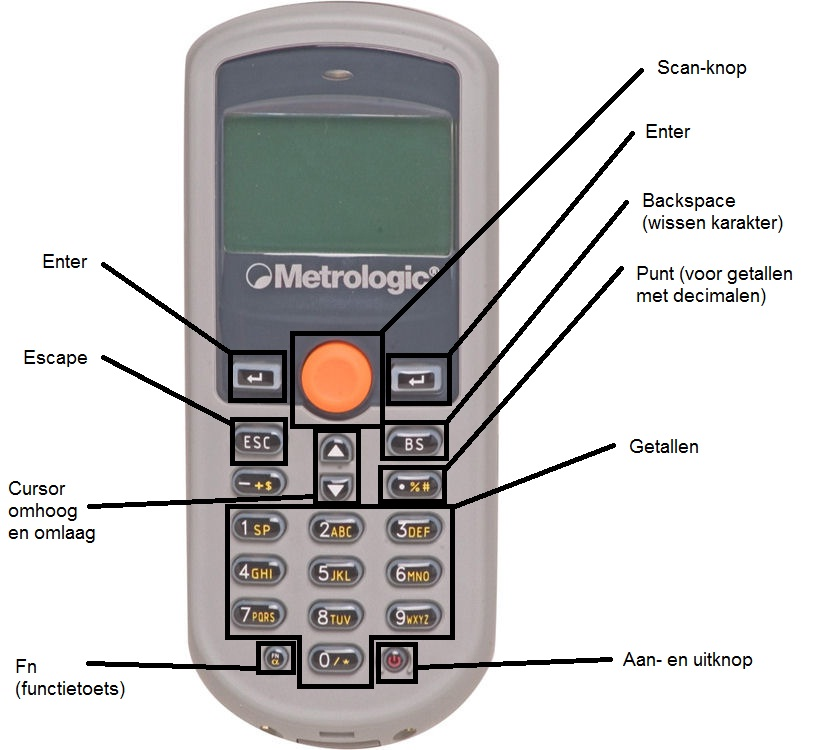 Scan-knop
Enter
Backspace
(wissen karakter)
Punt (voor getallen
met decimalen)
Enter
Metrologic®
Escape
ESC
BS
Getallen
- +$
• %#
Cursor
omhoog
en omlaag
1 SP
2 ABC
3 DEF
4 GHI
5 JKL
6 MNO
7 PQRS
8 TUV
9 WXYZ
Fn
(functietoets)
FN
α
0 / *
Aan- en uitknop